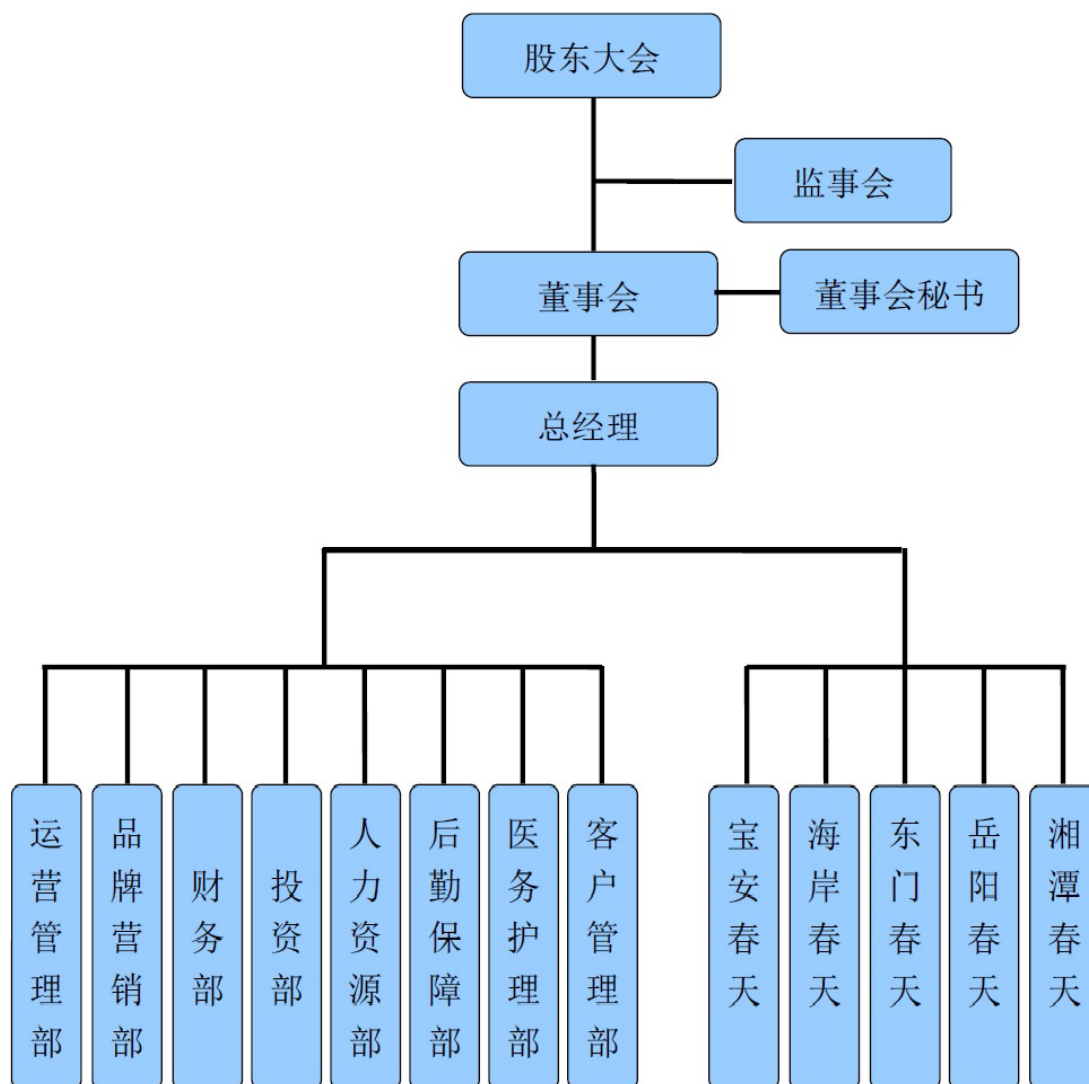 股东大会
监事会
董事会
董事会秘书
总经理
运营管理部
品牌营销部
财务部
投资部
人力资源部
后勤保障部
医务护理部
客户管理部
宝安春天
海岸春天
东门春天
岳阳春天
湘潭春天